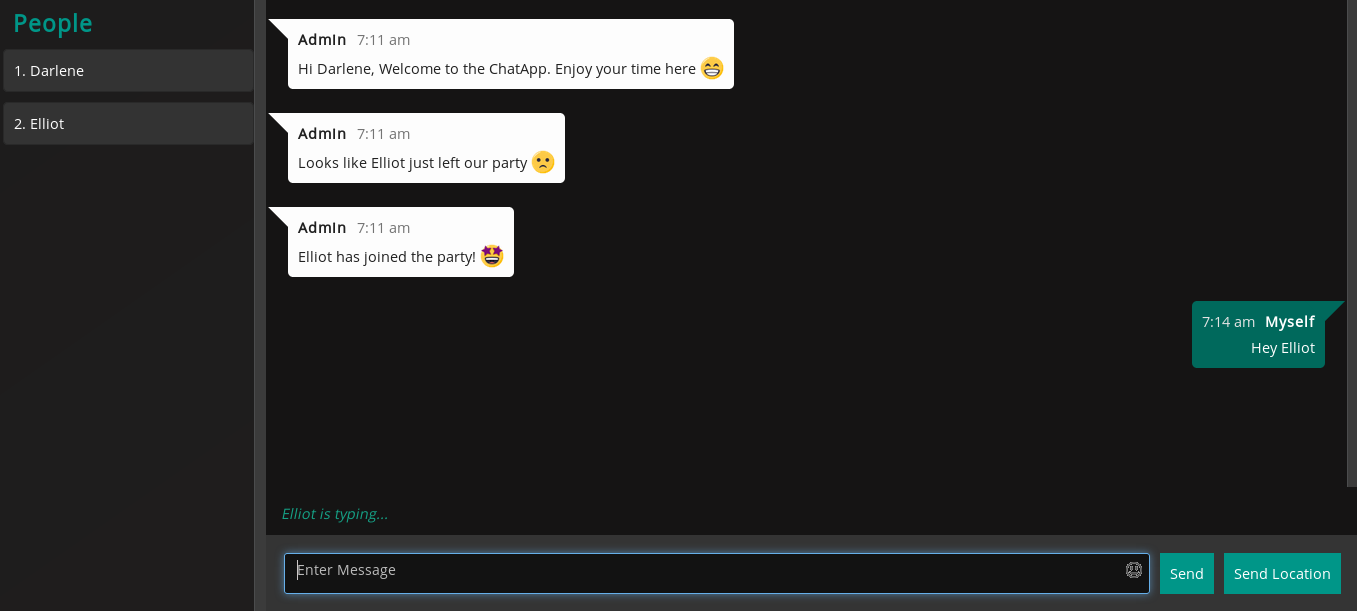 People
1. Darlene
2. Elliot
Admin 7:11 am
Hi Darlene, Welcome to the ChatApp. Enjoy your time here 😁
Admin 7:11 am
Looks like Elliot just left our party 🙁
Admin 7:11 am
Elliot has joined the party! 🤩
7:14 am Myself
Hey Elliot
Elliot is typing...
Enter Message
Send
Send Location